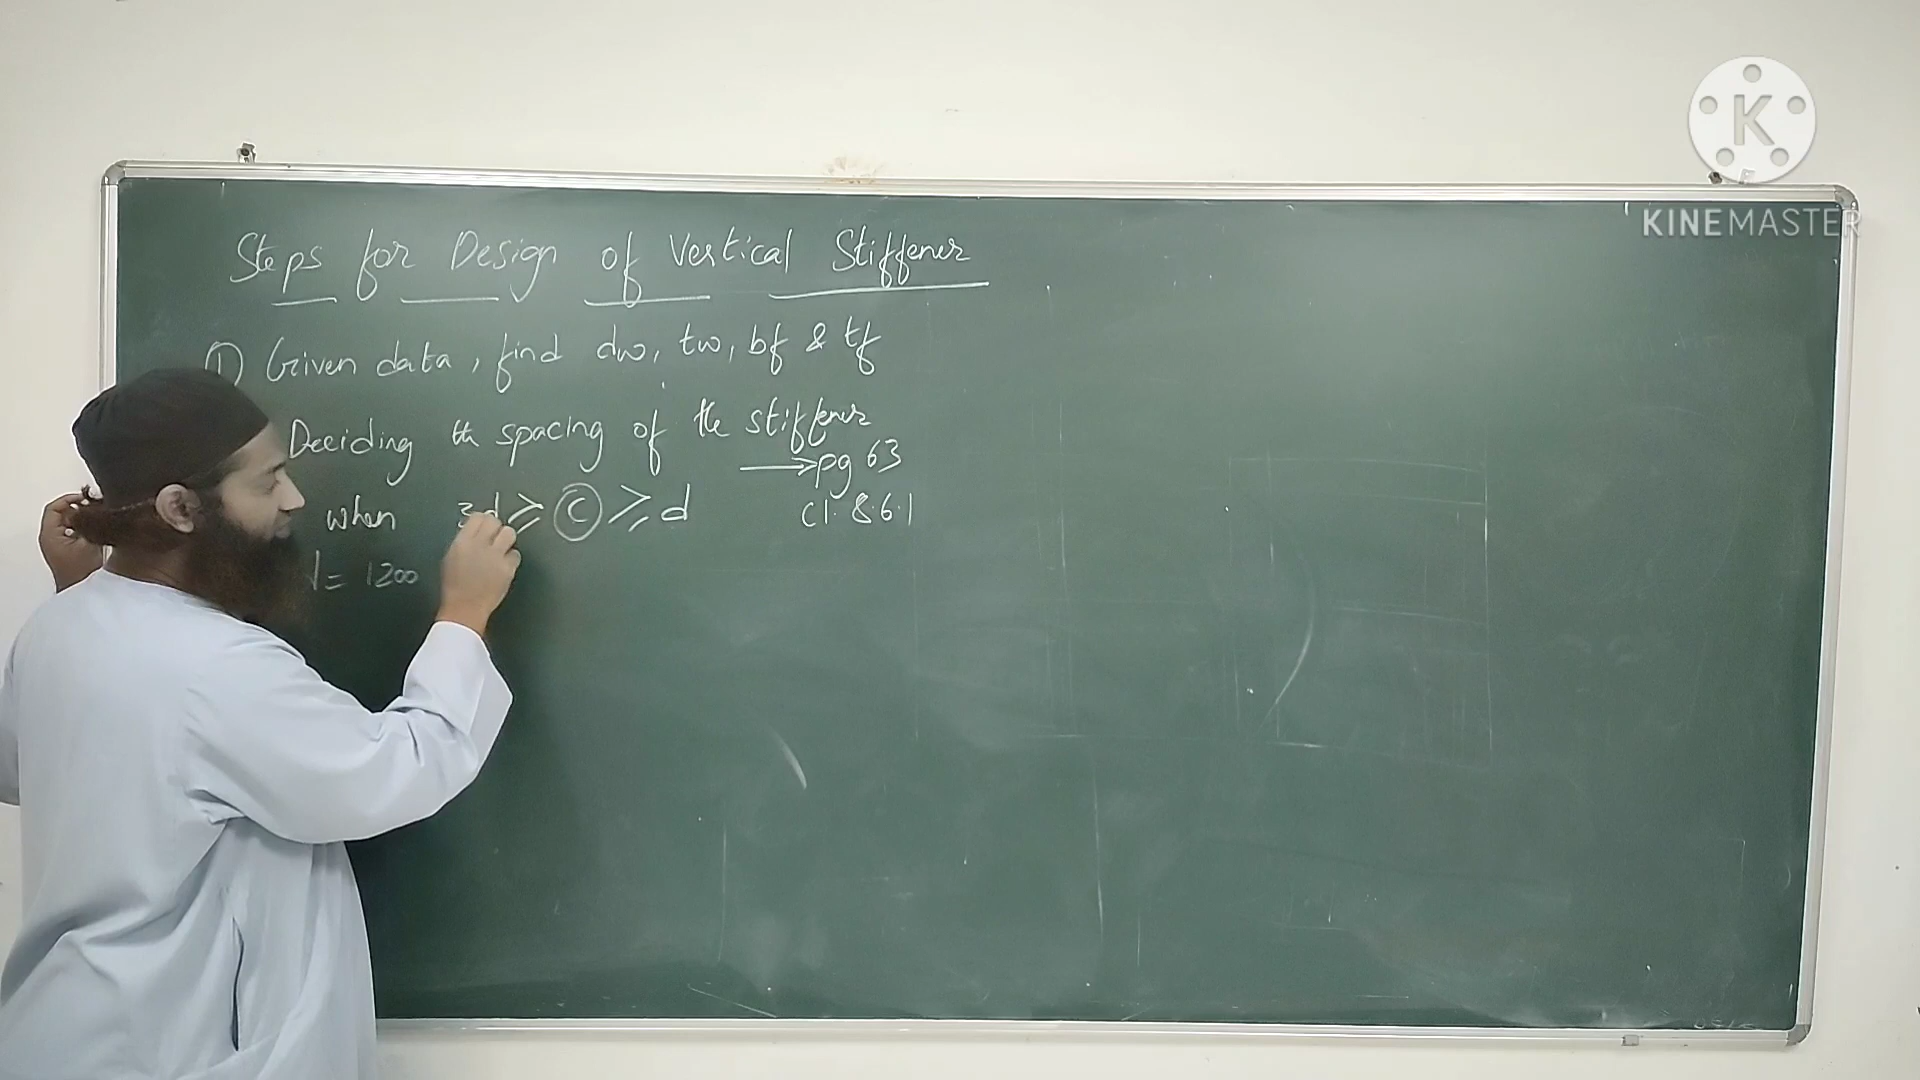 K
KINEMASTER
Steps for Design of Vertical Stiffener
① Given data, find dw, tw, bf & tf
Deciding the spacing of the stiffener
→ pg 63
when 3d ≥ c ≥ d
cl. 8.6.1
d = 1200